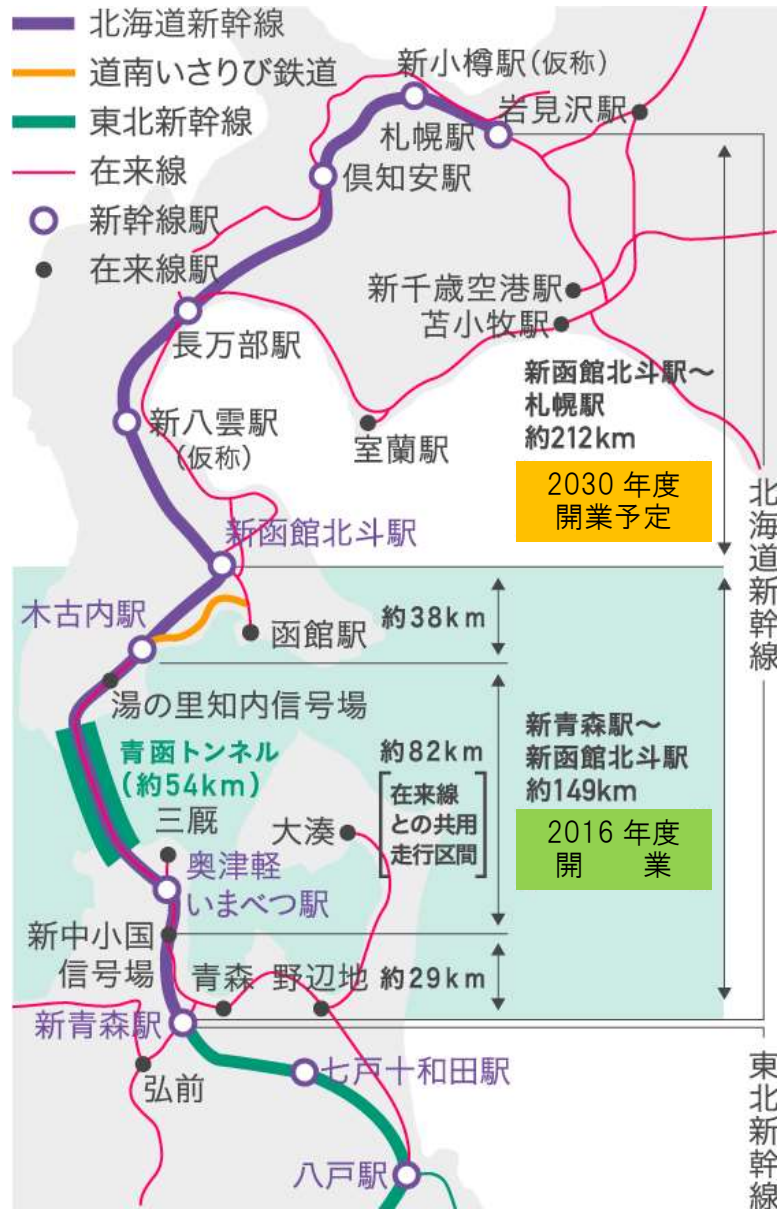 北海道新幹線
道南いさりび鉄道
東北新幹線
在来線
新幹線駅
在来線駅
新小樽駅(仮称)
岩見沢駅
札幌駅
倶知安駅
新千歳空港駅
苫小牧駅
長万部駅
新函館北斗駅～
札幌駅
約212km
新八雲駅
(仮称)
室蘭駅
2030 年度
開業予定
北海道新幹線
新函館北斗駅
木古内駅
函館駅
約38km
湯の里知内信号場
青函トンネル
(約54km)
約82km
在来線
との共用
走行区間
新青森駅～
新函館北斗駅
約149km
三厩
大湊
2016 年度
開 業
奥津軽
いまべつ駅
新中小国
信号場
青森
野辺地
約29km
新青森駅
弘前
七戸十和田駅
東北新幹線
八戸駅